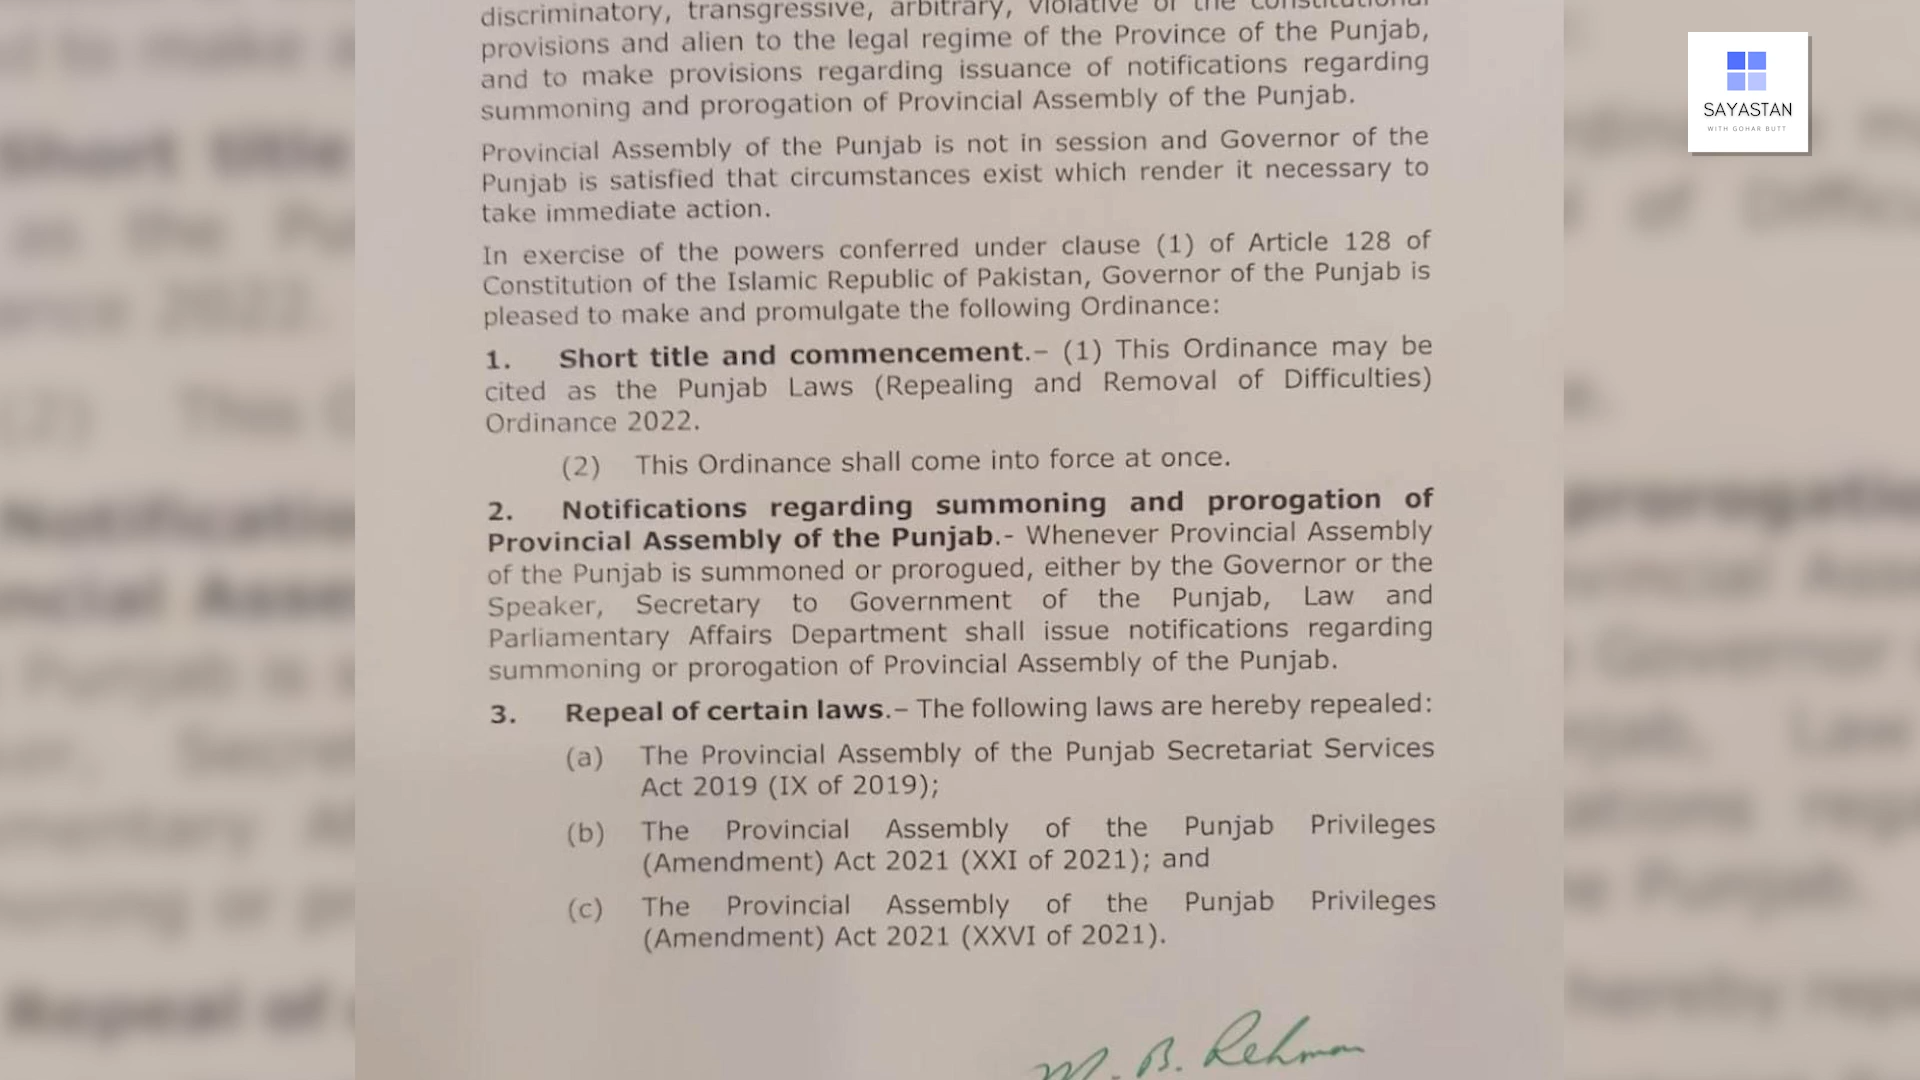 discriminatory, transgressive, arbitrary, violative of the constitutional
provisions and alien to the legal regime of the Province of the Punjab,
and to make provisions regarding issuance of notifications regarding
summoning and prorogation of Provincial Assembly of the Punjab.
Provincial Assembly of the Punjab is not in session and Governor of the
Punjab is satisfied that circumstances exist which render it necessary to
take immediate action.
In exercise of the powers conferred under clause (1) of Article 128 of
Constitution of the Islamic Republic of Pakistan, Governor of the Punjab is
pleased to make and promulgate the following Ordinance:
1. Short title and commencement.– (1) This Ordinance may be
cited as the Punjab Laws (Repealing and Removal of Difficulties)
Ordinance 2022.
(2) This Ordinance shall come into force at once.
2. Notifications regarding summoning and prorogation of
Provincial Assembly of the Punjab.- Whenever Provincial Assembly
of the Punjab is summoned or prorogued, either by the Governor or the
Speaker, Secretary to Government of the Punjab, Law and
Parliamentary Affairs Department shall issue notifications regarding
summoning or prorogation of Provincial Assembly of the Punjab.
3. Repeal of certain laws.– The following laws are hereby repealed:
(a) The Provincial Assembly of the Punjab Secretariat Services
Act 2019 (IX of 2019);
(b) The Provincial Assembly of the Punjab Privileges
(Amendment) Act 2021 (XXI of 2021); and
(c) The Provincial Assembly of the Punjab Privileges
(Amendment) Act 2021 (XXVI of 2021).
M. B. Rehman
SAYASTAN
WITH GOHAR BUTT